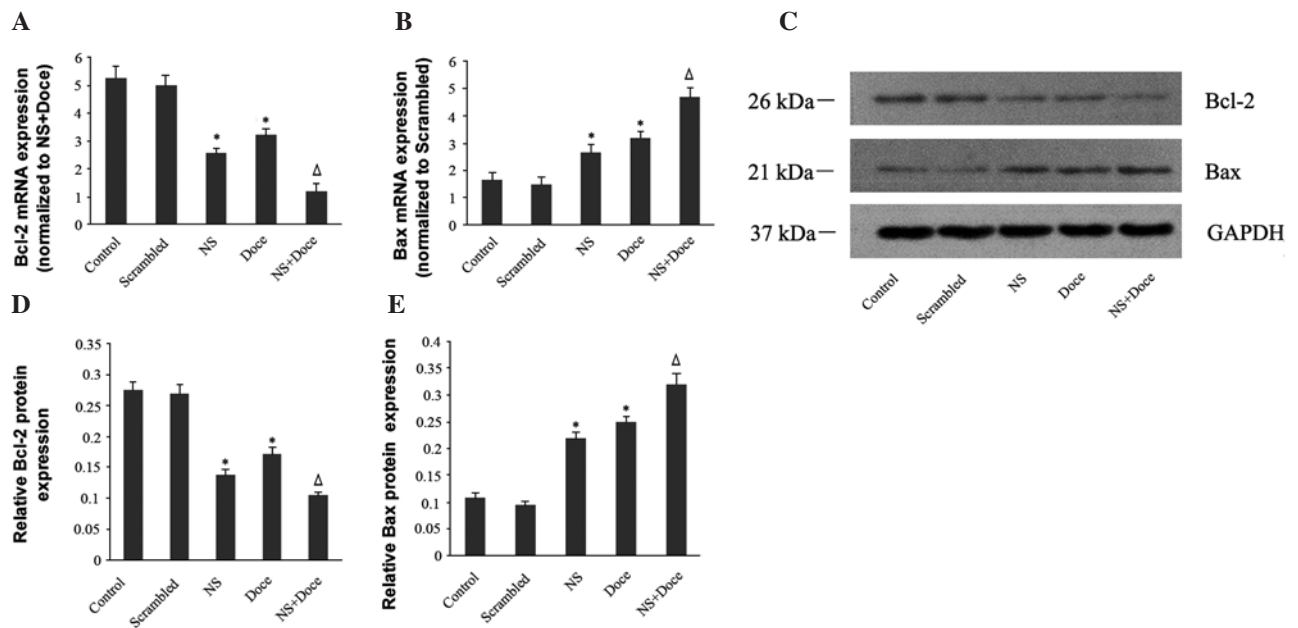 A
Bcl-2 mRNA expression
(normalized to NS+Doce)
6
5
4
3
2
1
0
*
*
Δ
Control
Scrambled
NS
Doce
NS+Doce
B
Bax mRNA expression
(normalized to Scrambled)
6
5
4
3
2
1
0
*
*
Δ
Control
Scrambled
NS
Doce
NS+Doce
C
26 kDa
Bcl-2
21 kDa
Bax
37 kDa
GAPDH
Control
Scrambled
NS
Doce
NS+Doce
D
Relative Bcl-2 protein
expression
0.35
0.3
0.25
0.2
0.15
0.1
0.05
0
*
*
Δ
Control
Scrambled
NS
Doce
NS+Doce
E
Relative Bax protein expression
0.4
0.35
0.3
0.25
0.2
0.15
0.1
0.05
0
*
*
Δ
Control
Scrambled
NS
Doce
NS+Doce